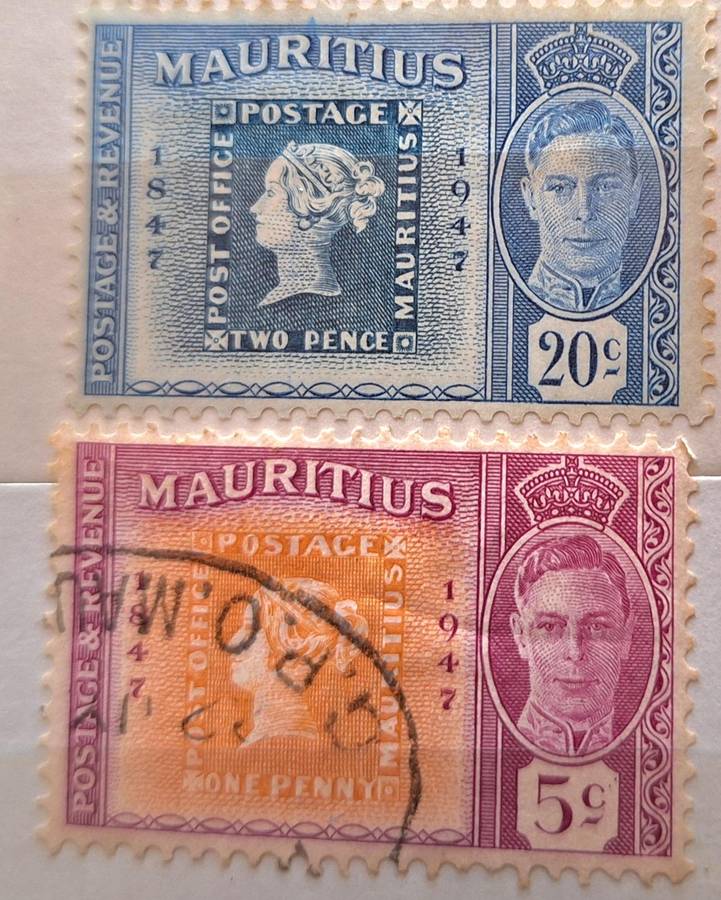 MAURITIUS
POSTAGE & REVENUE
1847
POSTAGE
POST OFFICE
MAURITIUS
TWO PENCE
1947
20c
MAURITIUS
POSTAGE & REVENUE
1847
POSTAGE
POST OFFICE
MAURITIUS
ONE PENNY
1947
5c
G.P.O. MAU